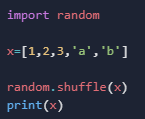 import random
x=[1,2,3,'a','b']
random.shuffle(x)
print(x)